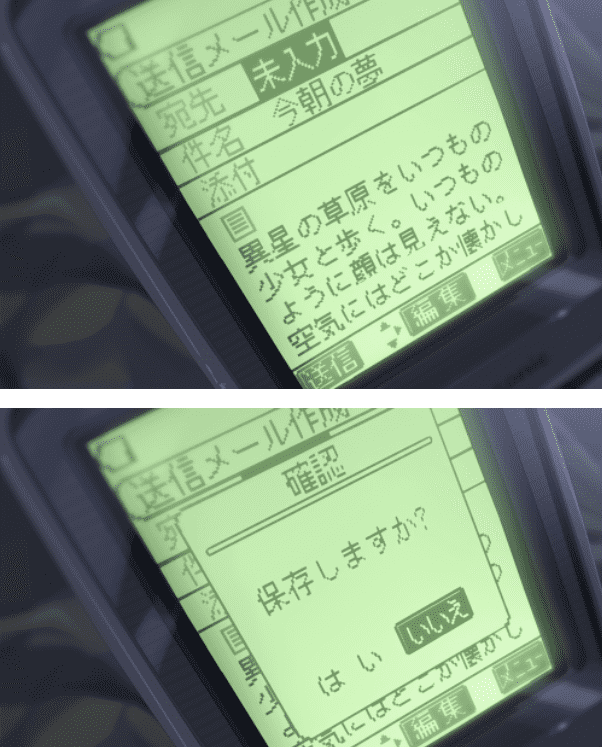 送信メール作成
宛先 未入力
件名 今朝の夢
添付
異星の草原をいつもの
少女と歩く。いつもの
ように顔は見えない。
空気にはどこか懐かし
送信 編集 メニュー
送信メール作成
確認
宛
件
添
保存しますか?
異
少
はい いいえ
空気にはどこか懐かし
編集 メニュー